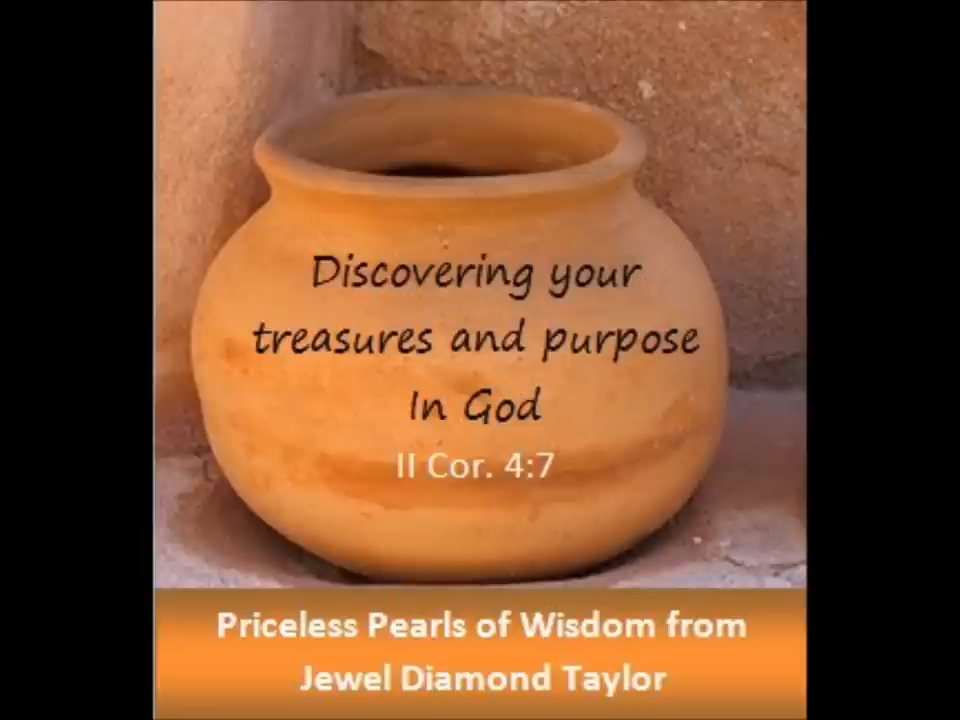 Discovering your
treasures and purpose
In God
II Cor. 4:7
Priceless Pearls of Wisdom from
Jewel Diamond Taylor